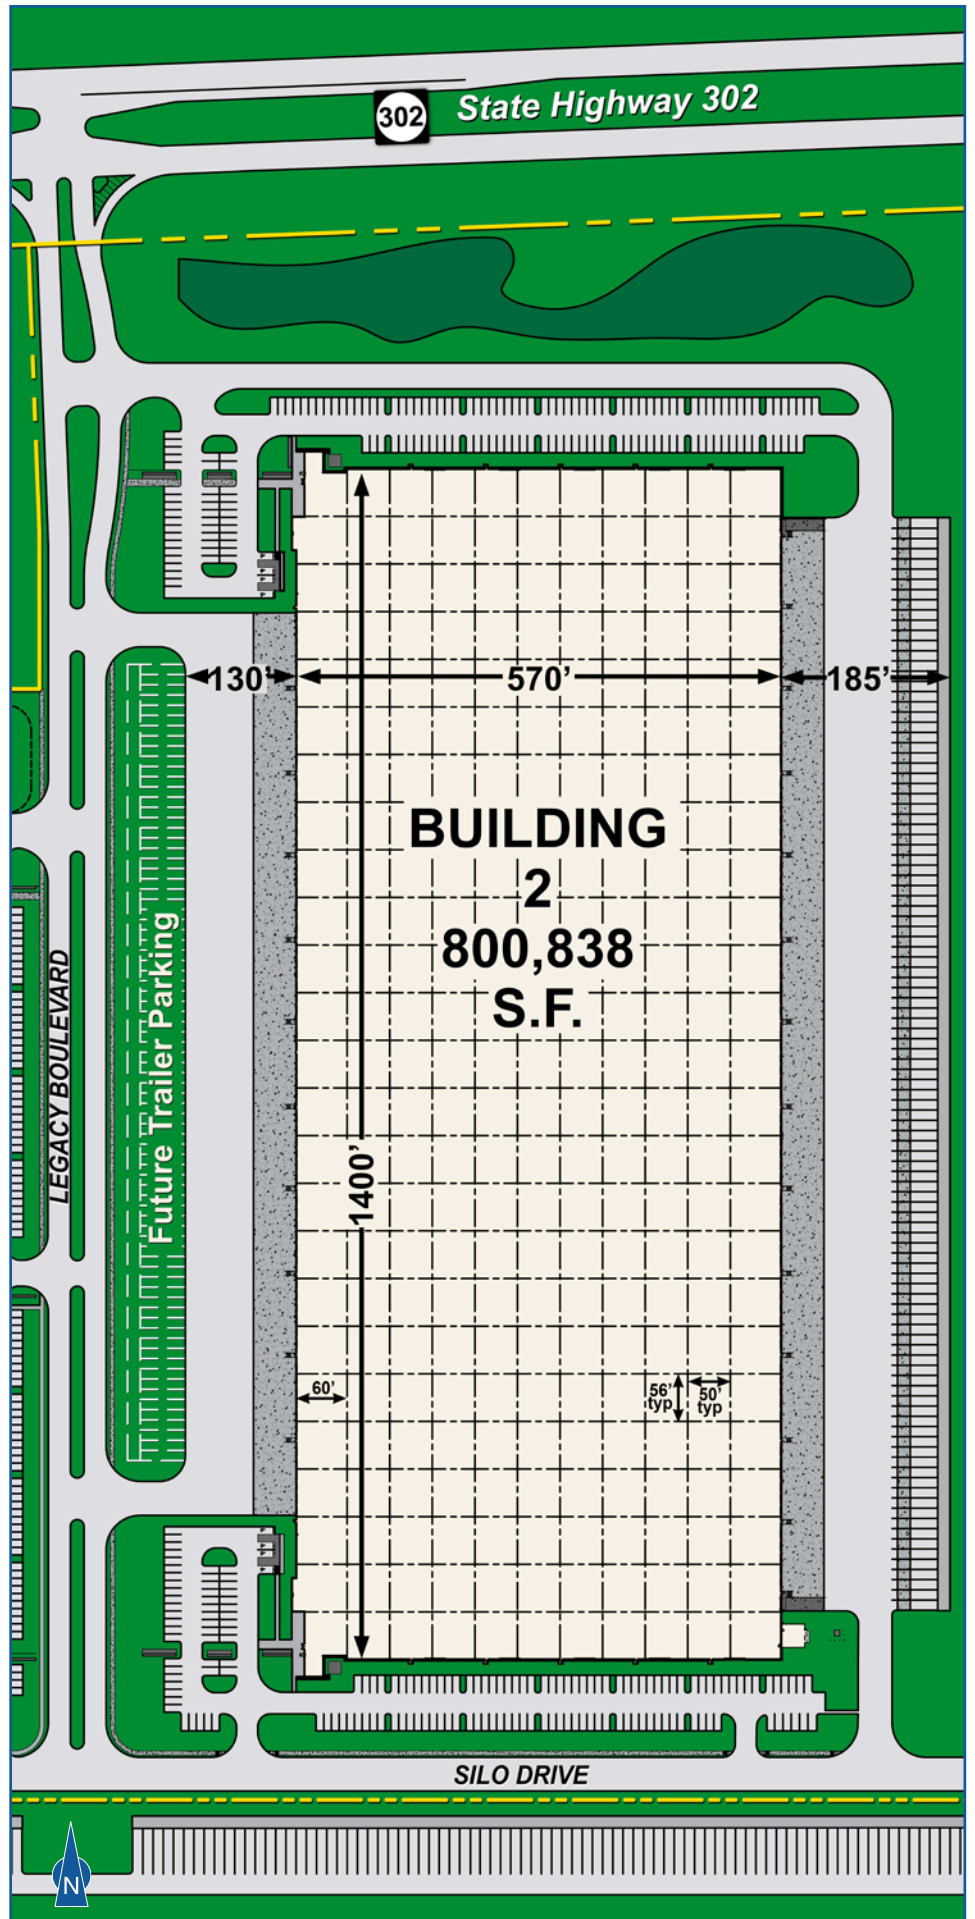 302
State Highway 302
130'
570'
185'
BUILDING
2
800,838
S.F.
LEGACY BOULEVARD
Future Trailer Parking
1400'
60'
56'
typ
50'
typ
SILO DRIVE
N